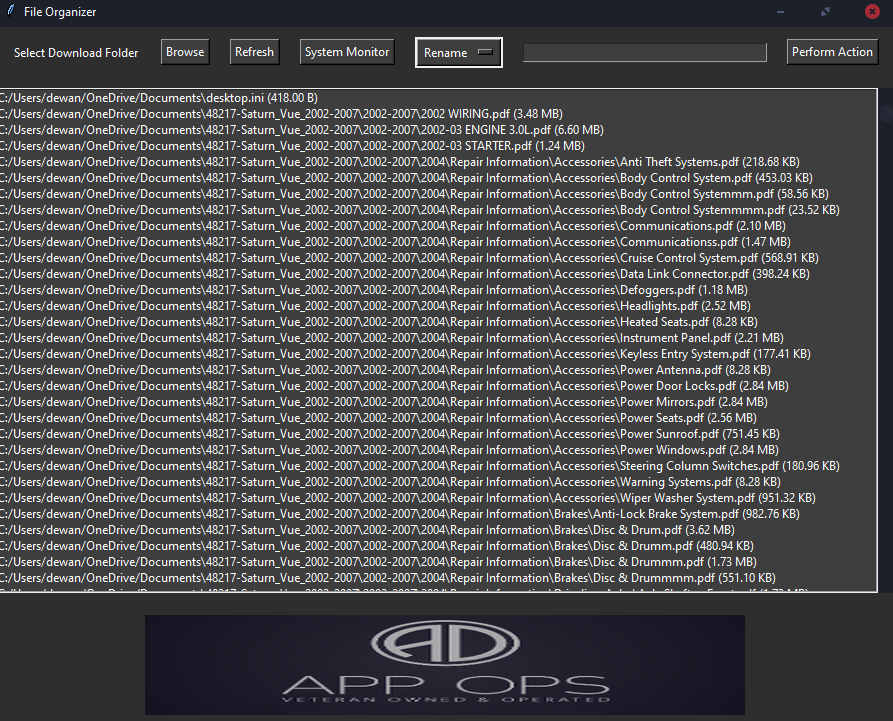 File Organizer
Select Download Folder Browse Refresh System Monitor Rename Perform Action
C:/Users/dewan/OneDrive/Documents\desktop.ini (418.00 B)
C:/Users/dewan/OneDrive/Documents\48217-Saturn_Vue_2002-2007\2002-2007\2002 WIRING.pdf (3.48 MB)
C:/Users/dewan/OneDrive/Documents\48217-Saturn_Vue_2002-2007\2002-2007\2002-03 ENGINE 3.0L.pdf (6.60 MB)
C:/Users/dewan/OneDrive/Documents\48217-Saturn_Vue_2002-2007\2002-2007\2002-03 STARTER.pdf (1.24 MB)
C:/Users/dewan/OneDrive/Documents\48217-Saturn_Vue_2002-2007\2002-2007\2004\Repair Information\Accessories\Anti Theft Systems.pdf (218.68 KB)
C:/Users/dewan/OneDrive/Documents\48217-Saturn_Vue_2002-2007\2002-2007\2004\Repair Information\Accessories\Body Control System.pdf (453.03 KB)
C:/Users/dewan/OneDrive/Documents\48217-Saturn_Vue_2002-2007\2002-2007\2004\Repair Information\Accessories\Body Control Systemmm.pdf (58.56 KB)
C:/Users/dewan/OneDrive/Documents\48217-Saturn_Vue_2002-2007\2002-2007\2004\Repair Information\Accessories\Body Control Systemmmm.pdf (23.52 KB)
C:/Users/dewan/OneDrive/Documents\48217-Saturn_Vue_2002-2007\2002-2007\2004\Repair Information\Accessories\Communications.pdf (2.10 MB)
C:/Users/dewan/OneDrive/Documents\48217-Saturn_Vue_2002-2007\2002-2007\2004\Repair Information\Accessories\Communicationss.pdf (1.47 MB)
C:/Users/dewan/OneDrive/Documents\48217-Saturn_Vue_2002-2007\2002-2007\2004\Repair Information\Accessories\Cruise Control System.pdf (568.91 KB)
C:/Users/dewan/OneDrive/Documents\48217-Saturn_Vue_2002-2007\2002-2007\2004\Repair Information\Accessories\Data Link Connector.pdf (398.24 KB)
C:/Users/dewan/OneDrive/Documents\48217-Saturn_Vue_2002-2007\2002-2007\2004\Repair Information\Accessories\Defoggers.pdf (1.18 MB)
C:/Users/dewan/OneDrive/Documents\48217-Saturn_Vue_2002-2007\2002-2007\2004\Repair Information\Accessories\Headlights.pdf (2.52 MB)
C:/Users/dewan/OneDrive/Documents\48217-Saturn_Vue_2002-2007\2002-2007\2004\Repair Information\Accessories\Heated Seats.pdf (8.28 KB)
C:/Users/dewan/OneDrive/Documents\48217-Saturn_Vue_2002-2007\2002-2007\2004\Repair Information\Accessories\Instrument Panel.pdf (2.21 MB)
C:/Users/dewan/OneDrive/Documents\48217-Saturn_Vue_2002-2007\2002-2007\2004\Repair Information\Accessories\Keyless Entry System.pdf (177.41 KB)
C:/Users/dewan/OneDrive/Documents\48217-Saturn_Vue_2002-2007\2002-2007\2004\Repair Information\Accessories\Power Antenna.pdf (8.28 KB)
C:/Users/dewan/OneDrive/Documents\48217-Saturn_Vue_2002-2007\2002-2007\2004\Repair Information\Accessories\Power Door Locks.pdf (2.84 MB)
C:/Users/dewan/OneDrive/Documents\48217-Saturn_Vue_2002-2007\2002-2007\2004\Repair Information\Accessories\Power Mirrors.pdf (2.84 MB)
C:/Users/dewan/OneDrive/Documents\48217-Saturn_Vue_2002-2007\2002-2007\2004\Repair Information\Accessories\Power Seats.pdf (2.56 MB)
C:/Users/dewan/OneDrive/Documents\48217-Saturn_Vue_2002-2007\2002-2007\2004\Repair Information\Accessories\Power Sunroof.pdf (751.45 KB)
C:/Users/dewan/OneDrive/Documents\48217-Saturn_Vue_2002-2007\2002-2007\2004\Repair Information\Accessories\Power Windows.pdf (2.84 MB)
C:/Users/dewan/OneDrive/Documents\48217-Saturn_Vue_2002-2007\2002-2007\2004\Repair Information\Accessories\Steering Column Switches.pdf (180.96 KB)
C:/Users/dewan/OneDrive/Documents\48217-Saturn_Vue_2002-2007\2002-2007\2004\Repair Information\Accessories\Warning Systems.pdf (8.28 KB)
C:/Users/dewan/OneDrive/Documents\48217-Saturn_Vue_2002-2007\2002-2007\2004\Repair Information\Accessories\Wiper Washer System.pdf (951.32 KB)
C:/Users/dewan/OneDrive/Documents\48217-Saturn_Vue_2002-2007\2002-2007\2004\Repair Information\Brakes\Anti-Lock Brake System.pdf (982.76 KB)
C:/Users/dewan/OneDrive/Documents\48217-Saturn_Vue_2002-2007\2002-2007\2004\Repair Information\Brakes\Disc & Drum.pdf (3.62 MB)
C:/Users/dewan/OneDrive/Documents\48217-Saturn_Vue_2002-2007\2002-2007\2004\Repair Information\Brakes\Disc & Drumm.pdf (480.94 KB)
C:/Users/dewan/OneDrive/Documents\48217-Saturn_Vue_2002-2007\2002-2007\2004\Repair Information\Brakes\Disc & Drummm.pdf (1.73 MB)
C:/Users/dewan/OneDrive/Documents\48217-Saturn_Vue_2002-2007\2002-2007\2004\Repair Information\Brakes\Disc & Drummmm.pdf (551.10 KB)
AD
APP OPS
VETERAN OWNED & OPERATED